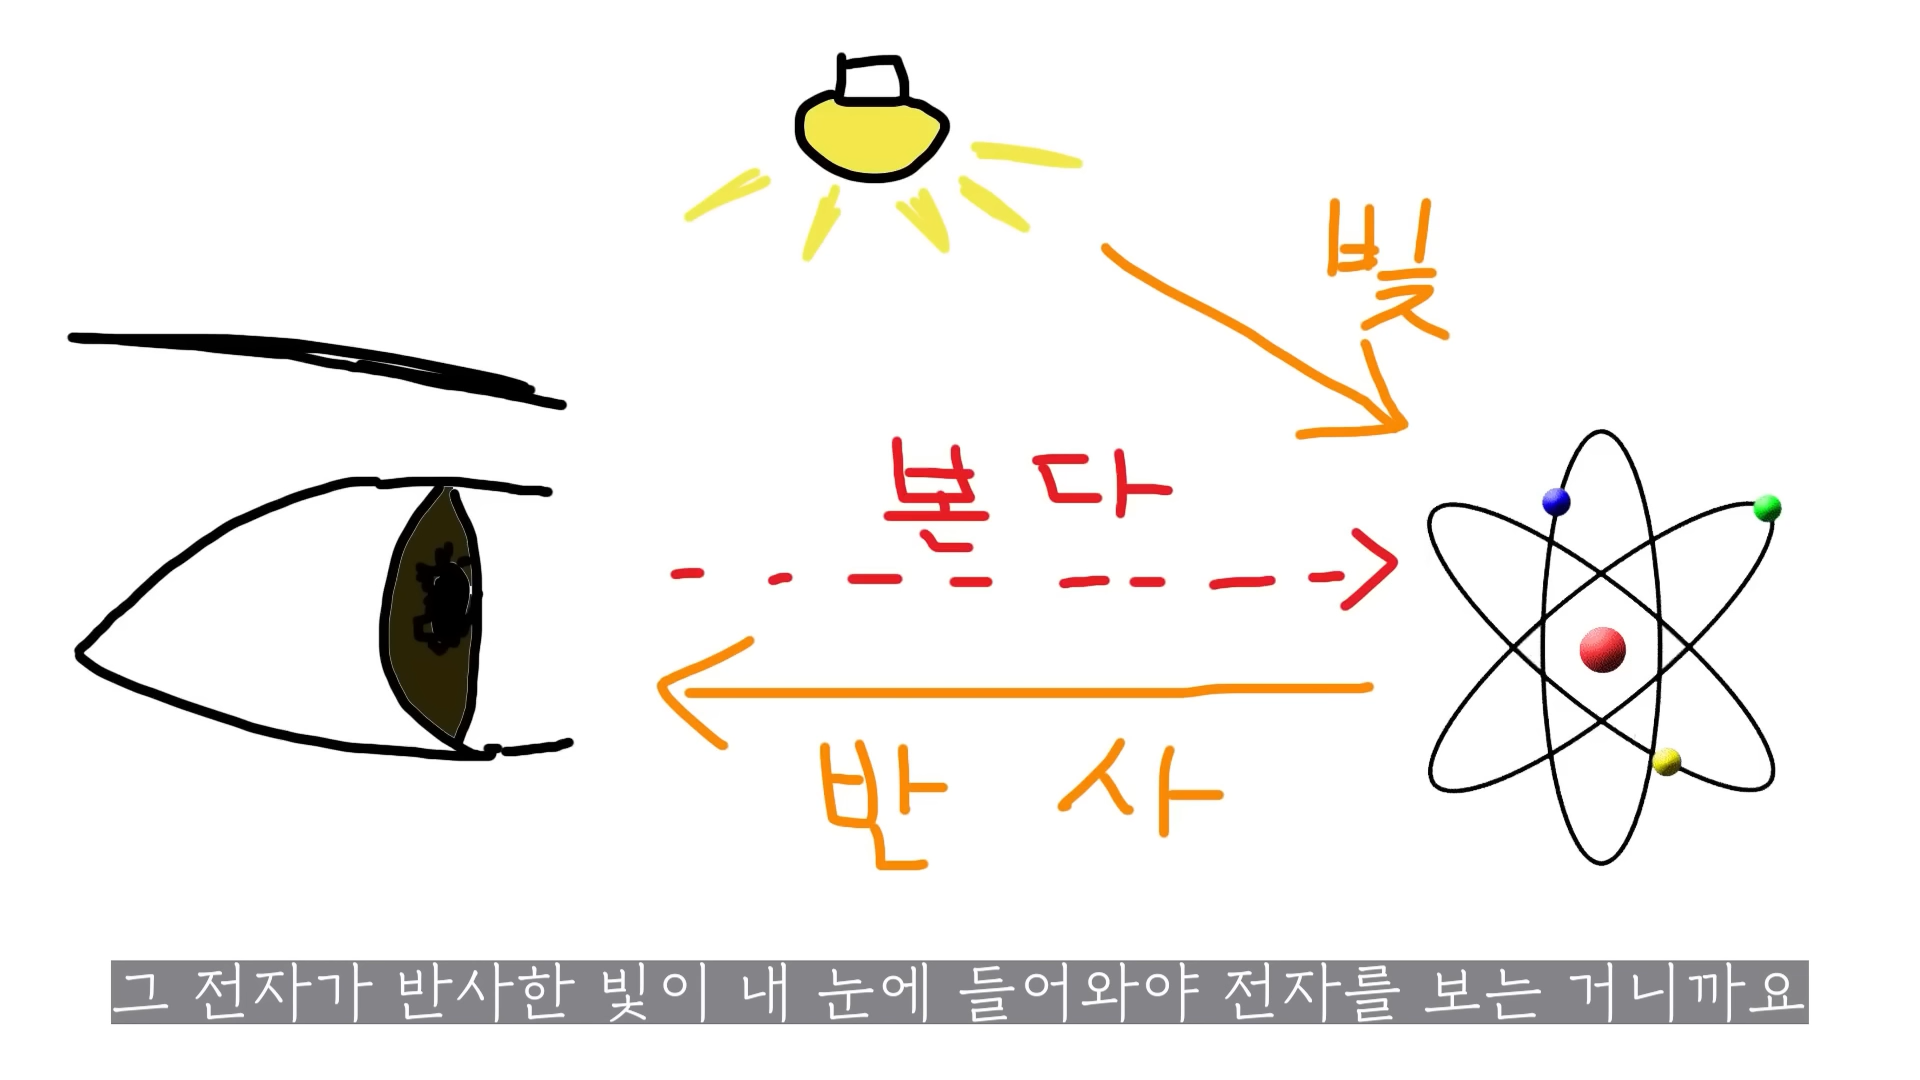 빛
본다
반 사
그 전자가 반사한 빛이 내 눈에 들어와야 전자를 보는 거니까요